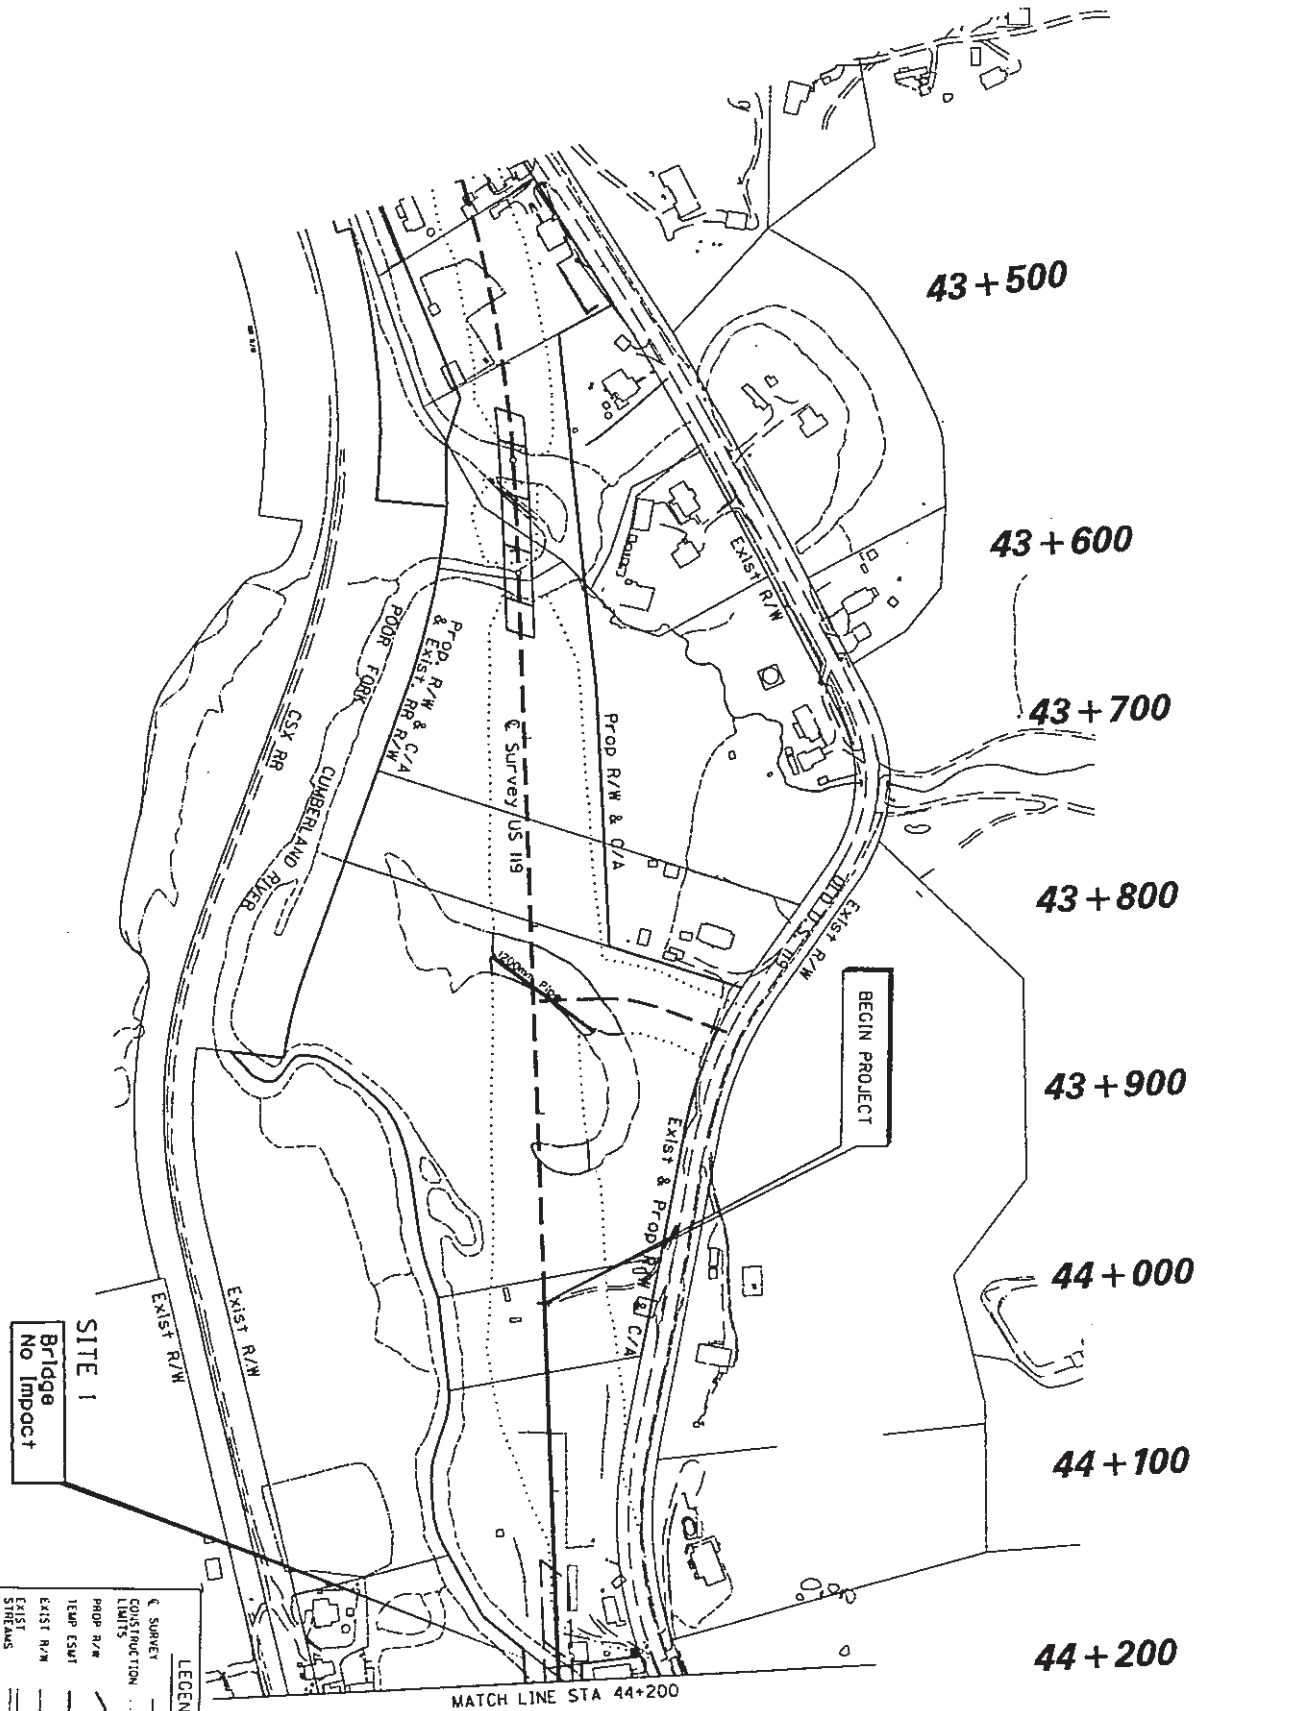 43+500
43+600
Exist R/W
POOR FORK
Prop. R/W & C/A
& Exist. RR R/W
43+700
CSX RR
℄ Survey US 119
Prop R/W & C/A
CUMBERLAND RIVER
43+800
OLD U.S. 119
Exist R/W
1200mm Pipe
BEGIN PROJECT
43+900
Exist & Prop R/W & C/A
44+000
Exist R/W
Exist R/W
SITE 1
Bridge
No Impact
44+100
44+200
LEGEN
℄ SURVEY
CONSTRUCTION
LIMITS
PROP R/W
TEMP ESMT
EXIST R/W
EXIST
STREAMS
MATCH LINE STA 44+200